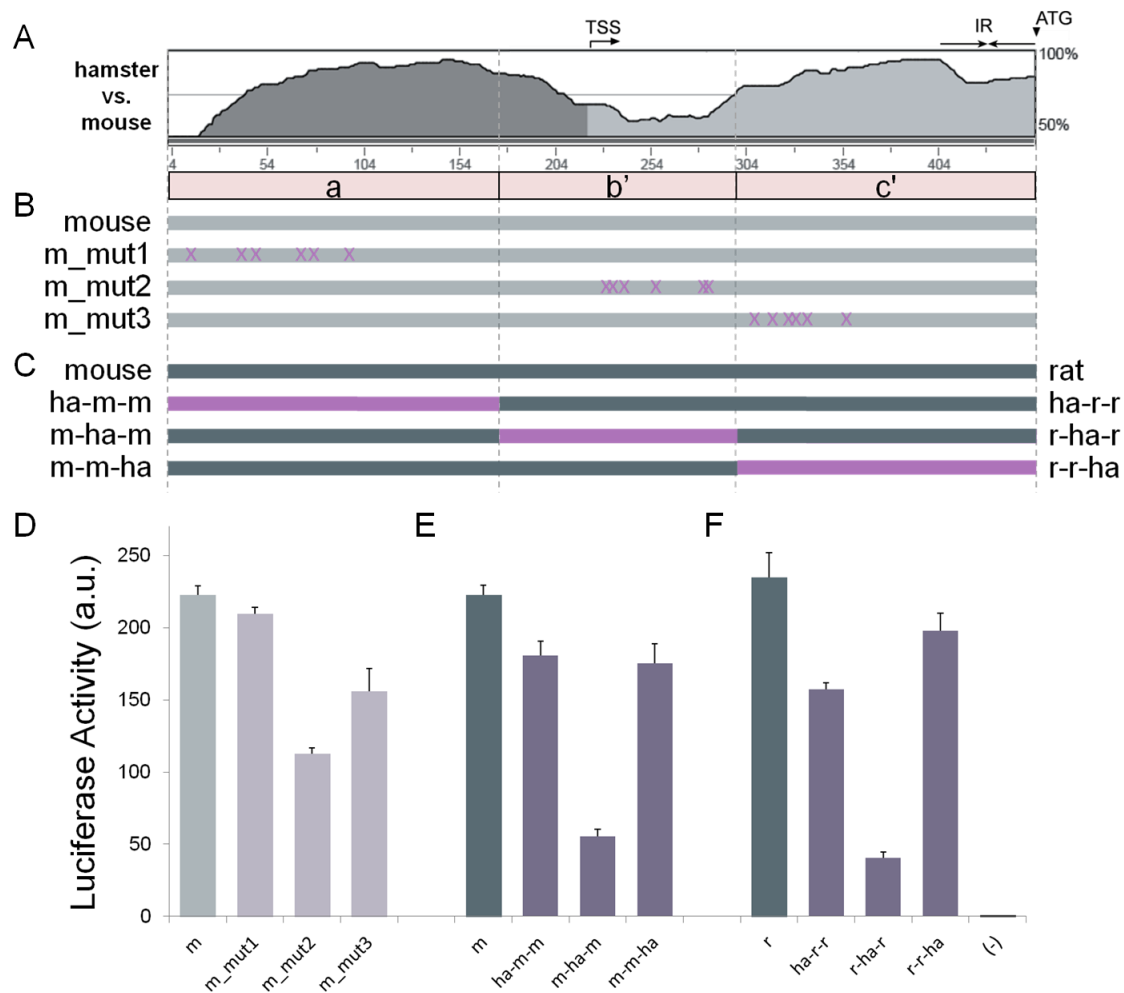 A
TSS
IR
ATG
hamster
vs.
mouse
100%
50%
4 54 104 154 204 254 304 354 404
a b' c'
B
mouse
m_mut1
X X X X X X
m_mut2
X X X X X X
m_mut3
X X X X X X
C
mouse rat
ha-m-m ha-r-r
m-ha-m r-ha-r
m-m-ha r-r-ha
D E F
Luciferase Activity (a.u.)
250
200
150
100
50
0
m m_mut1 m_mut2 m_mut3 m ha-m-m m-ha-m m-m-ha r ha-r-r r-ha-r r-r-ha (-)